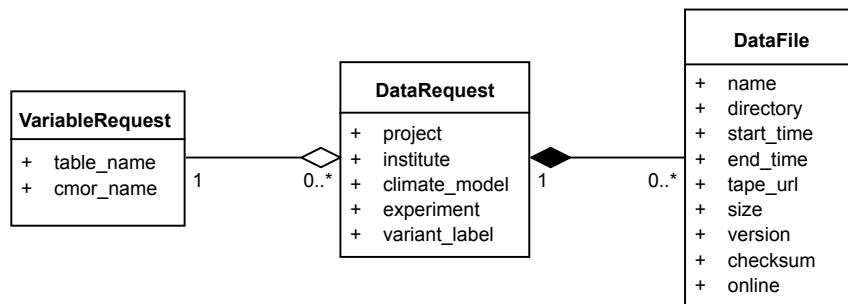 VariableRequest
+ table_name
+ cmor_name
1
0..*
DataRequest
+ project
+ institute
+ climate_model
+ experiment
+ variant_label
1
0..*
DataFile
+ name
+ directory
+ start_time
+ end_time
+ tape_url
+ size
+ version
+ checksum
+ online